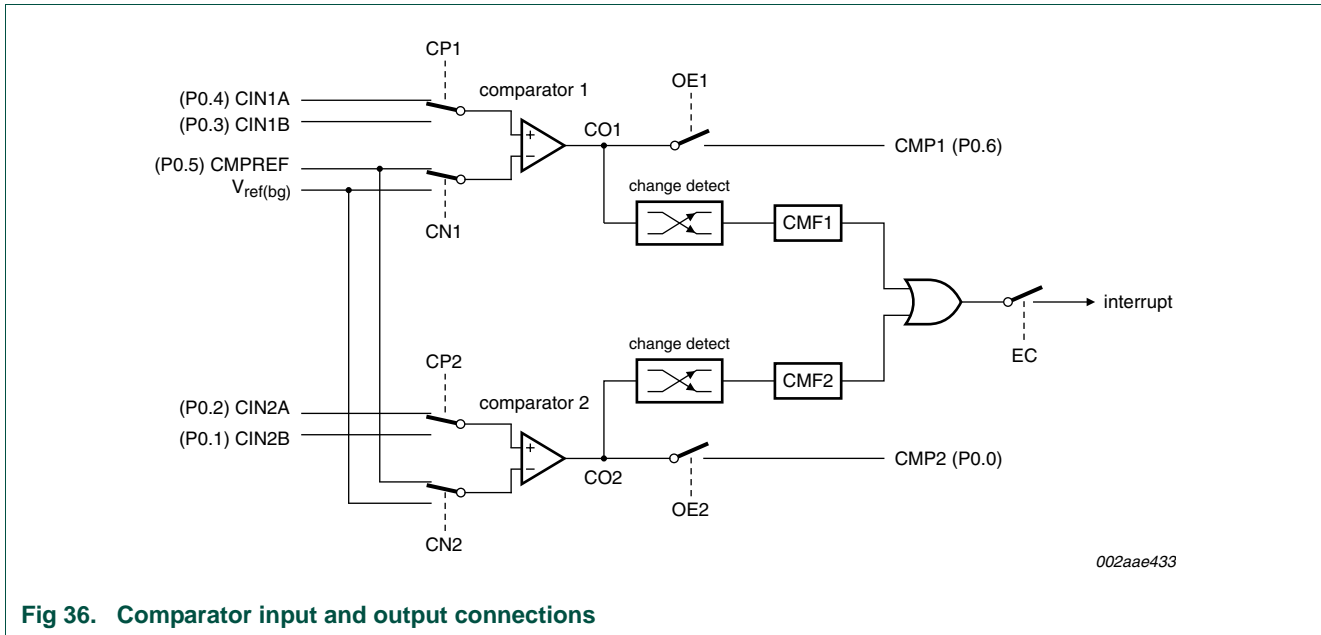 CP1
comparator 1
OE1
(P0.4) CIN1A
(P0.3) CIN1B
+
−
CO1
CMP1 (P0.6)
(P0.5) CMPREF
Vref(bg)
change detect
CN1
CMF1
interrupt
EC
change detect
CP2
CMF2
comparator 2
(P0.2) CIN2A
(P0.1) CIN2B
+
−
CO2
CMP2 (P0.0)
OE2
CN2
002aae433
Fig 36. Comparator input and output connections